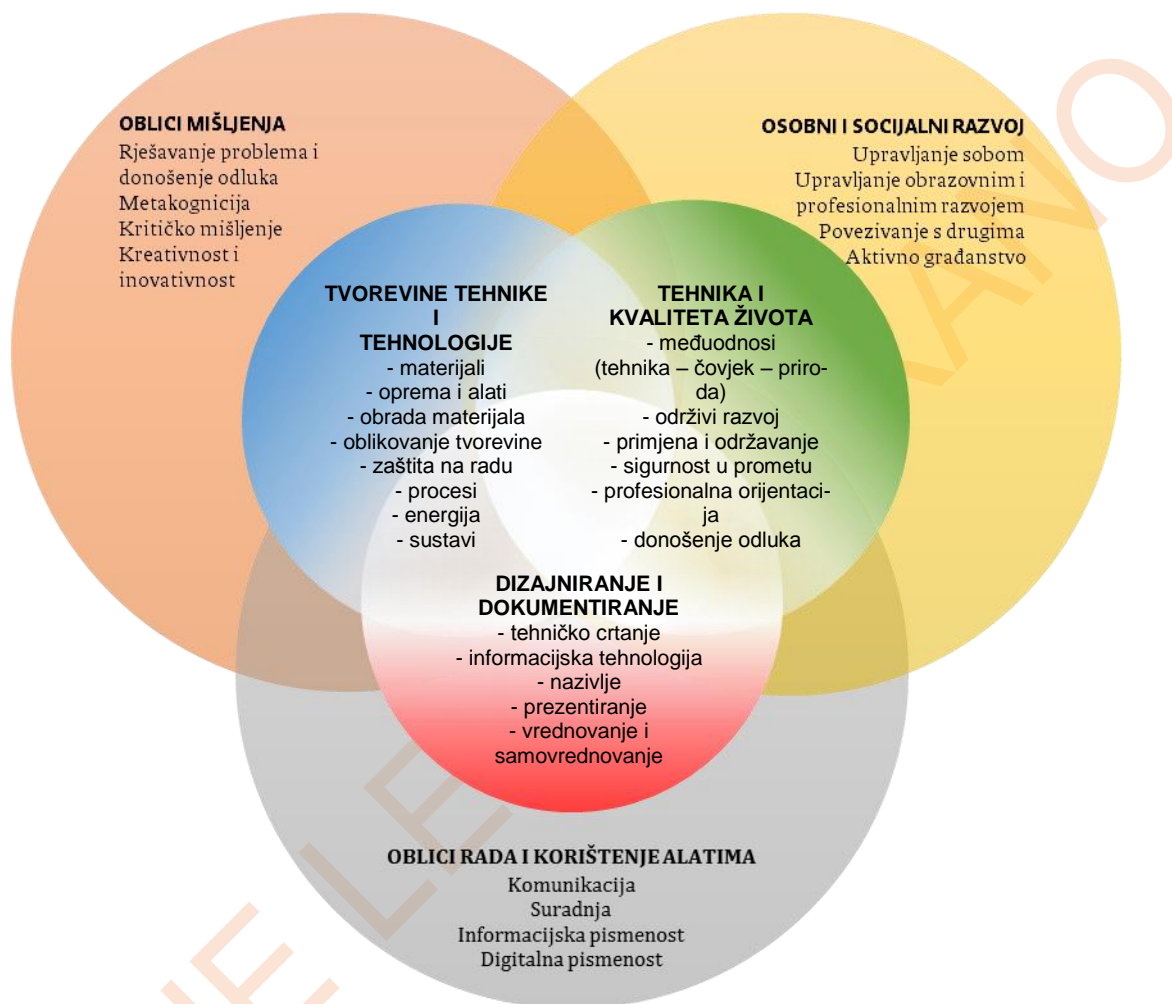 OBLICI MIŠLJENJA
Rješavanje problema i
donošenje odluka
Metakognicija
Kritičko mišljenje
Kreativnost i
inovativnost
OSOBNI I SOCIJALNI RAZVOJ
Upravljanje sobom
Upravljanje obrazovnim i
profesionalnim razvojem
Povezivanje s drugima
Aktivno građanstvo
TVOREVINE TEHNIKE
I
TEHNOLOGIJE
- materijali
- oprema i alati
- obrada materijala
- oblikovanje tvorevine
- zaštita na radu
- procesi
- energija
- sustavi
TEHNIKA I
KVALITETA ŽIVOTA
- međuodnosi
(tehnika – čovjek – priro-
da)
- održivi razvoj
- primjena i održavanje
- sigurnost u prometu
- profesionalna orijentaci-
ja
- donošenje odluka
DIZAJNIRANJE I
DOKUMENTIRANJE
- tehničko crtanje
- informacijska tehnologija
- nazivlje
- prezentiranje
- vrednovanje i
samovrednovanje
OBLICI RADA I KORIŠTENJE ALATIMA
Komunikacija
Suradnja
Informacijska pismenost
Digitalna pismenost